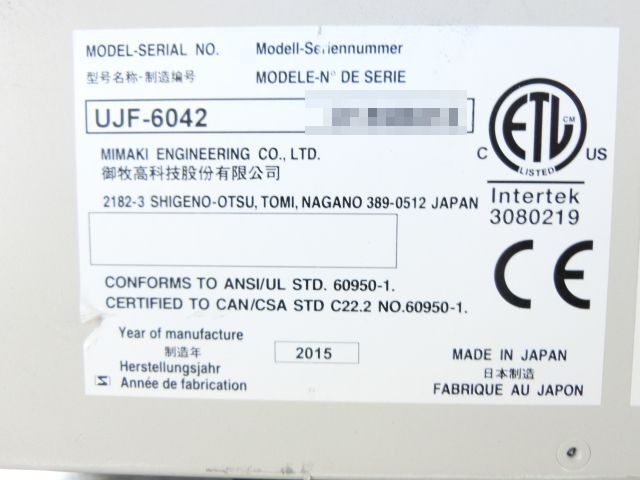 MODEL-SERIAL NO. Modell-Seriennummer
型号名称-制造编号 MODELE-N° DE SERIE
UJF-6042
MIMAKI ENGINEERING CO., LTD.
御牧高科技股份有限公司
2182-3 SHIGENO-OTSU, TOMI, NAGANO 389-0512 JAPAN
ETL CM
C US
LISTED
Intertek
3080219
CE
CONFORMS TO ANSI/UL STD. 60950-1.
CERTIFIED TO CAN/CSA STD C22.2 NO.60950-1.
Year of manufacture
制造年
Herstellungsjahr
Année de fabrication
2015
MADE IN JAPAN
日本制造
FABRIQUE AU JAPON